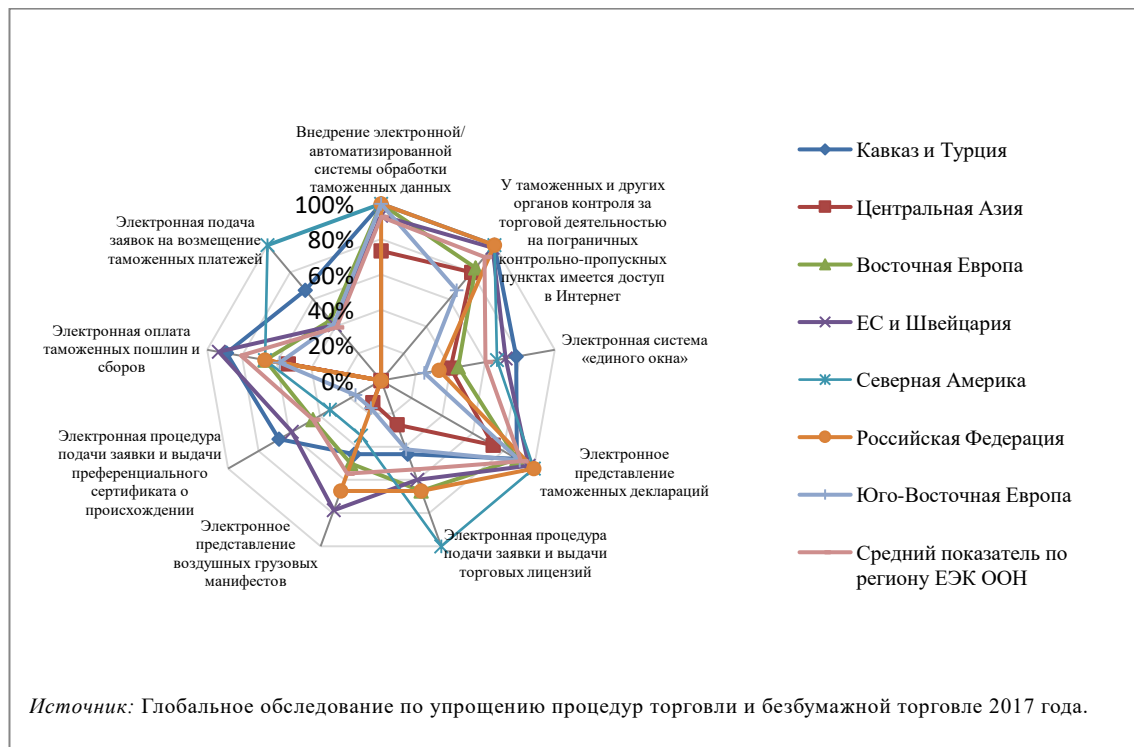 Внедрение электронной/
автоматизированной
системы обработки
таможенных данных
У таможенных и других
органов контроля за
торговой деятельностью
на пограничных
контрольно-пропускных
пунктах имеется доступ
в Интернет
Электронная система
«единого окна»
Электронное
представление
таможенных деклараций
Электронная процедура
подачи заявки и выдачи
торговых лицензий
Электронное
представление
воздушных грузовых
манифестов
Электронная процедура
подачи заявки и выдачи
преференциального
сертификата о
происхождении
Электронная оплата
таможенных пошлин и
сборов
Электронная подача
заявок на возмещение
таможенных платежей
100%
80%
60%
40%
20%
0%
Кавказ и Турция
Центральная Азия
Восточная Европа
ЕС и Швейцария
Северная Америка
Российская Федерация
Юго-Восточная Европа
Средний показатель по
региону ЕЭК ООН
Источник: Глобальное обследование по упрощению процедур торговли и безбумажной торговле 2017 года.